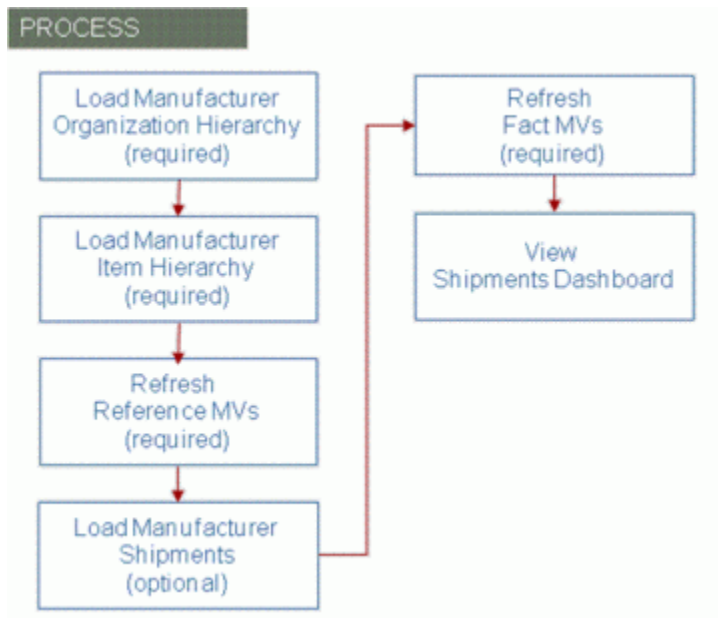 PROCESS
Load Manufacturer
Organization Hierarchy
(required)
Load Manufacturer
Item Hierarchy
(required)
Refresh
Reference MVs
(required)
Load Manufacturer
Shipments
(optional)
Refresh
Fact MVs
(required)
View
Shipments Dashboard